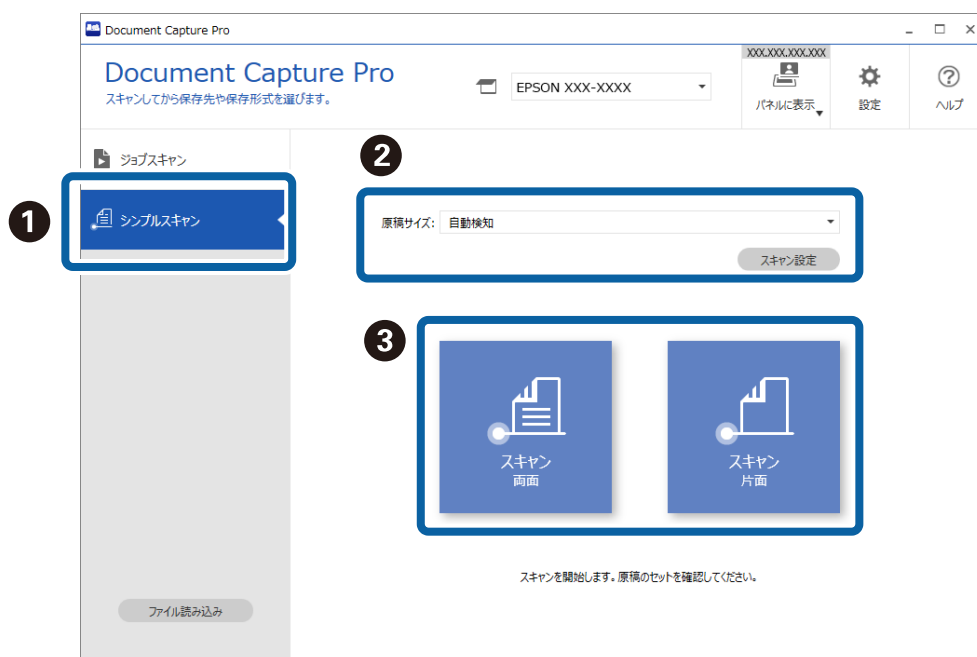 Document Capture Pro
Document Capture Pro
スキャンしてから保存先や保存形式を選びます。
EPSON XXX-XXXX
XXX.XXX.XXX.XXX
パネルに表示
設定
ヘルプ
ジョブスキャン
1
シンプルスキャン
2
原稿サイズ: 自動検知
スキャン設定
3
スキャン
両面
スキャン
片面
スキャンを開始します。原稿のセットを確認してください。
ファイル読み込み